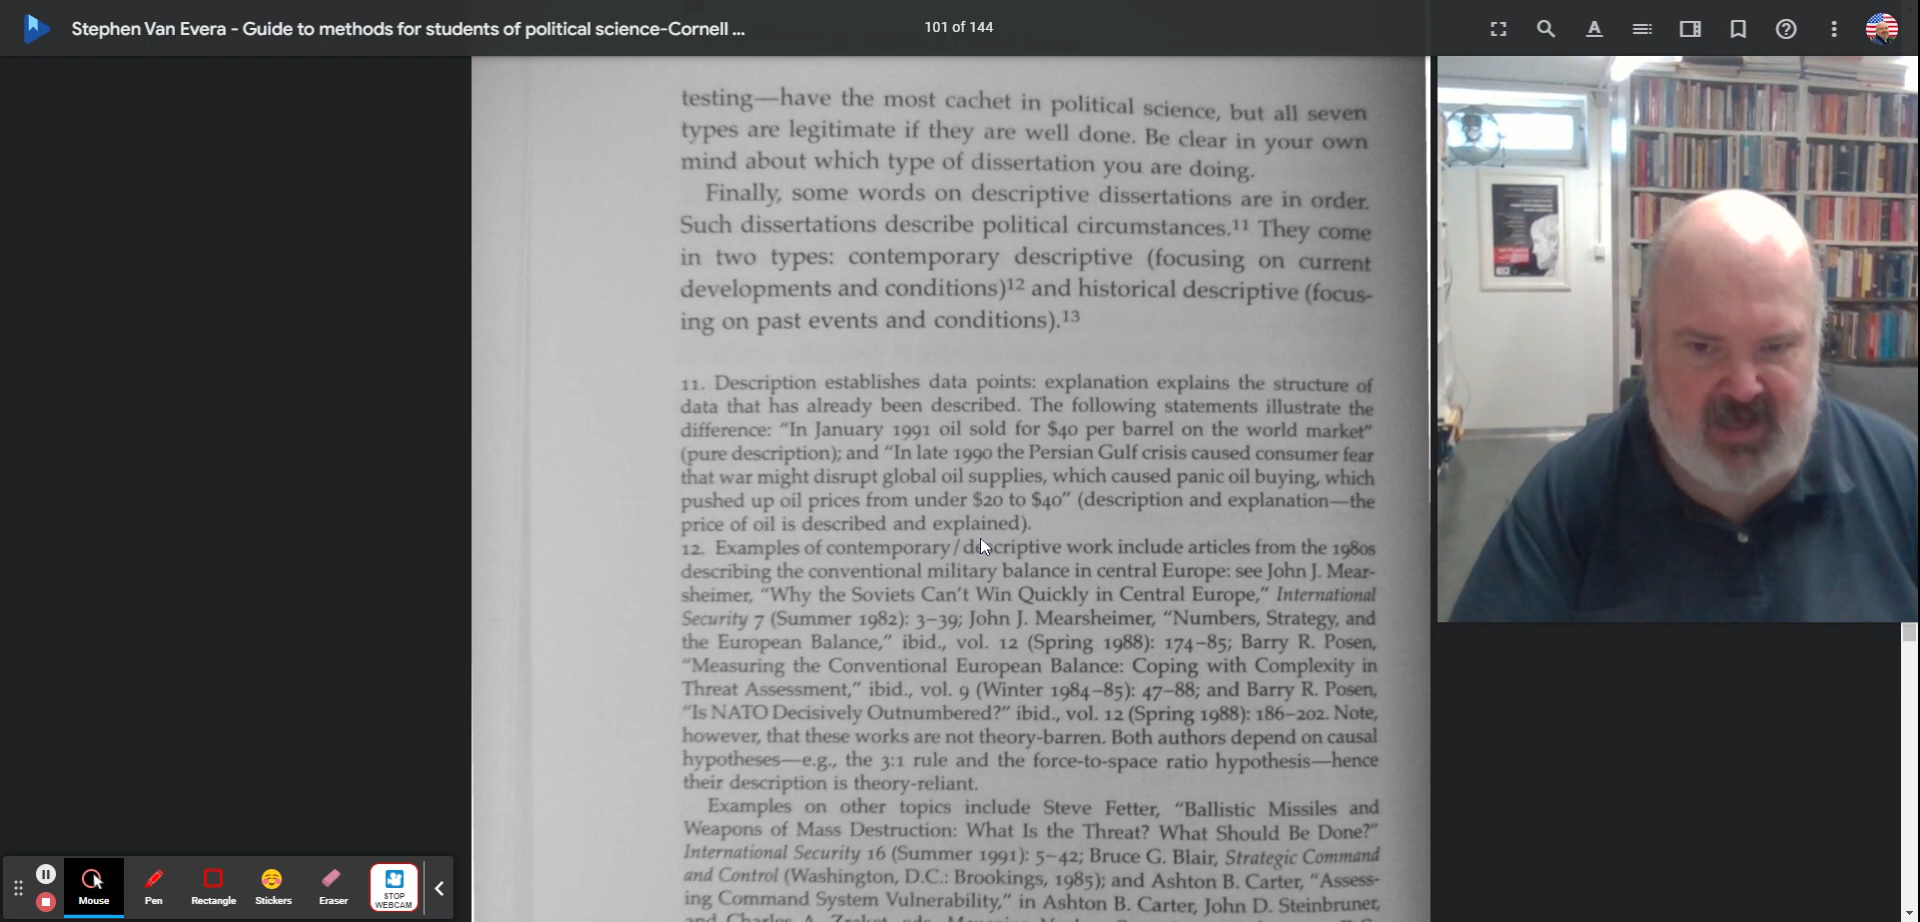 Stephen Van Evera - Guide to methods for students of political science-Cornell ...
101 of 144
testing—have the most cachet in political science, but all seven
types are legitimate if they are well done. Be clear in your own
mind about which type of dissertation you are doing.
Finally, some words on descriptive dissertations are in order.
Such dissertations describe political circumstances.11 They come
in two types: contemporary descriptive (focusing on current
developments and conditions)12 and historical descriptive (focus-
ing on past events and conditions).13
11. Description establishes data points: explanation explains the structure of
data that has already been described. The following statements illustrate the
difference: "In January 1991 oil sold for $40 per barrel on the world market"
(pure description); and "In late 1990 the Persian Gulf crisis caused consumer fear
that war might disrupt global oil supplies, which caused panic oil buying, which
pushed up oil prices from under $20 to $40" (description and explanation—the
price of oil is described and explained).
12. Examples of contemporary/descriptive work include articles from the 1980s
describing the conventional military balance in central Europe: see John J. Mear-
sheimer, "Why the Soviets Can't Win Quickly in Central Europe," International
Security 7 (Summer 1982): 3–39; John J. Mearsheimer, "Numbers, Strategy, and
the European Balance," ibid., vol. 12 (Spring 1988): 174–85; Barry R. Posen,
"Measuring the Conventional European Balance: Coping with Complexity in
Threat Assessment," ibid., vol. 9 (Winter 1984–85): 47–88; and Barry R. Posen,
"Is NATO Decisively Outnumbered?" ibid., vol. 12 (Spring 1988): 186–202. Note,
however, that these works are not theory-barren. Both authors depend on causal
hypotheses—e.g., the 3:1 rule and the force-to-space ratio hypothesis—hence
their description is theory-reliant.
Examples on other topics include Steve Fetter, "Ballistic Missiles and
Weapons of Mass Destruction: What Is the Threat? What Should Be Done?"
International Security 16 (Summer 1991): 5–42; Bruce G. Blair, Strategic Command
and Control (Washington, D.C.: Brookings, 1985); and Ashton B. Carter, "Assess-
ing Command System Vulnerability," in Ashton B. Carter, John D. Steinbruner,
and Charles A.
Mouse
Pen
Rectangle
Stickers
Eraser
STOP
WEBCAM